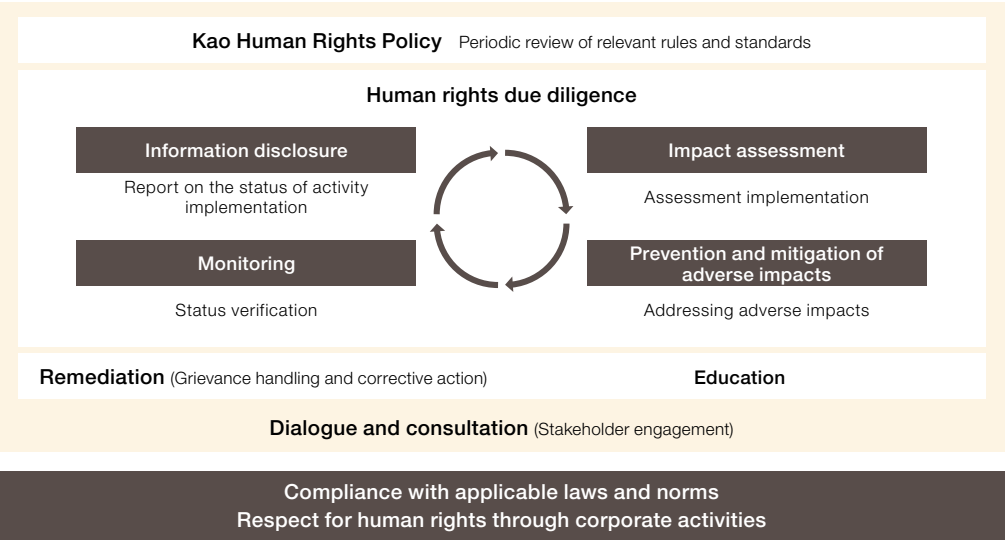 Kao Human Rights Policy Periodic review of relevant rules and standards
Human rights due diligence
Information disclosure
Report on the status of activity
implementation
Impact assessment
Assessment implementation
Monitoring
Status verification
Prevention and mitigation of
adverse impacts
Addressing adverse impacts
Remediation (Grievance handling and corrective action)
Education
Dialogue and consultation (Stakeholder engagement)
Compliance with applicable laws and norms
Respect for human rights through corporate activities